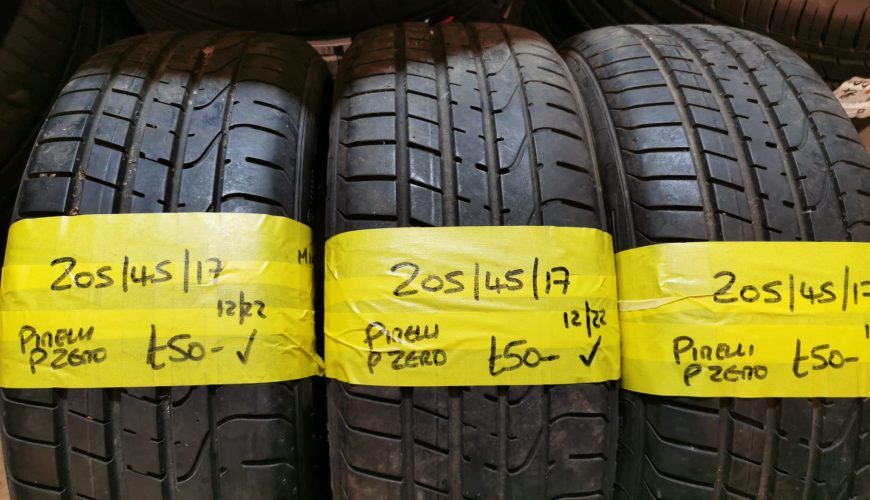 205/45/17
12/22
PIRELLI
P ZERO
£50- ✓
205/45/17
12/22
PIRELLI
P ZERO
£50- ✓
205/45/17
PIRELLI
P ZERO
£50-